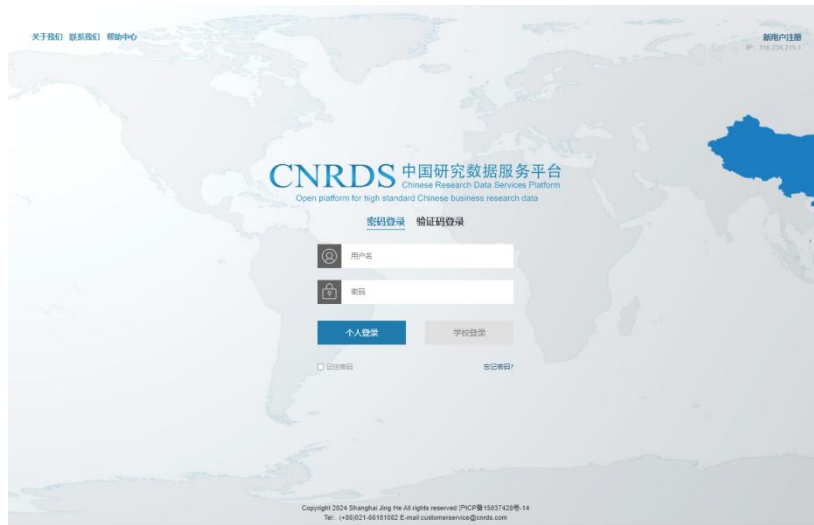 关于我们 联系我们 帮助中心
新用户注册
IP: 116.234.215.1
CNRDS 中国研究数据服务平台
Chinese Research Data Services Platform
Open platform for high standard Chinese business research data
密码登录 验证码登录
用户名
密码
个人登录 学校登录
记住密码 忘记密码?
Copyright 2024 Shanghai Jing He All rights reserved 沪ICP备15037428号-14
Tel: (+86)021-66181082 E-mail:customerservice@cnrds.com